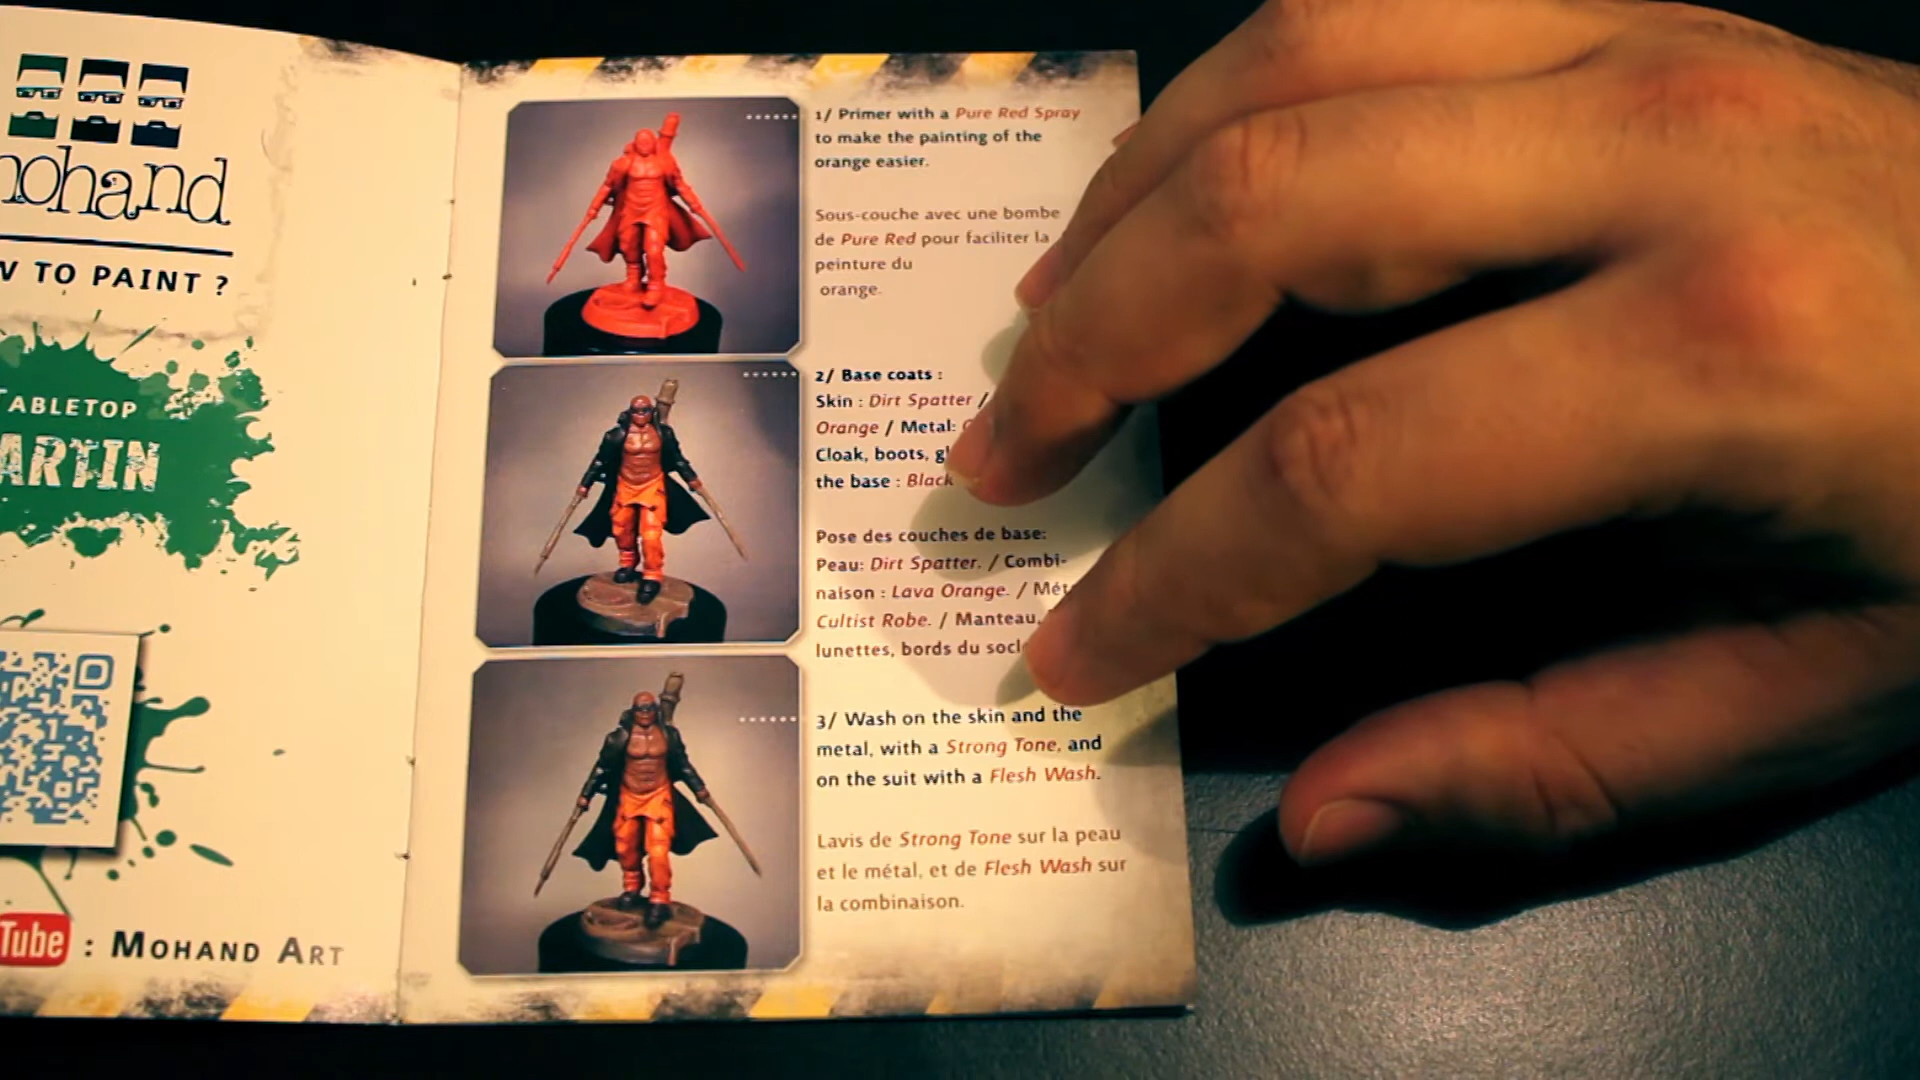 mohand
TO PAINT ?
TABLETOP
Tube : MOHAND ART
1/ Primer with a Pure Red Spray
to make the painting of the
orange easier.
Sous-couche avec une bombe
de Pure Red pour faciliter la
peinture du
orange.
2/ Base coats :
Skin : Dirt Spatter /
Orange / Metal:
Cloak, boots,
the base : Black
Pose des couches de base:
Peau: Dirt Spatter. / Combi-
naison : Lava Orange. /
Cultist Robe. / Manteau,
lunettes, bords du
3/ Wash on the skin and the
metal, with a Strong Tone, and
on the suit with a Flesh Wash.
Lavis de Strong Tone sur la peau
et le métal, et de Flesh Wash sur
la combinaison.